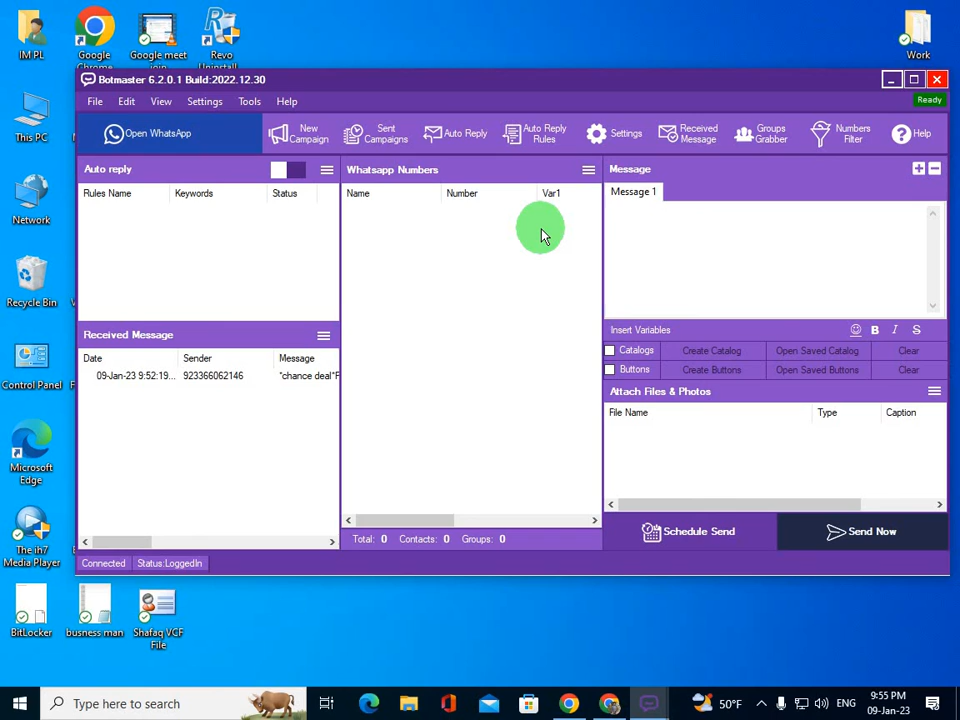 IM PL
Google Chrome
Google meet join
Revo Uninstall
Work
Botmaster 6.2.0.1 Build:2022.12.30
File Edit View Settings Tools Help
Ready
Open WhatsApp
New Campaign
Sent Campaigns
Auto Reply
Auto Reply Rules
Settings
Received Message
Groups Grabber
Numbers Filter
Help
This PC
Network
Recycle Bin
Control Panel
Microsoft Edge
The ih7 Media Player
BitLocker
busness man
Shafaq VCF File
Auto reply
Rules Name Keywords Status
Received Message
Date Sender Message
09-Jan-23 9:52:19... 923366062146 *chance deal*F
Whatsapp Numbers
Name Number Var1
Total: 0 Contacts: 0 Groups: 0
Message
Message 1
Insert Variables B I S
Catalogs Create Catalog Open Saved Catalog Clear
Buttons Create Buttons Open Saved Buttons Clear
Attach Files & Photos
File Name Type Caption
Schedule Send
Send Now
Connected Status:LoggedIn
Type here to search
50°F
ENG
9:55 PM
09-Jan-23